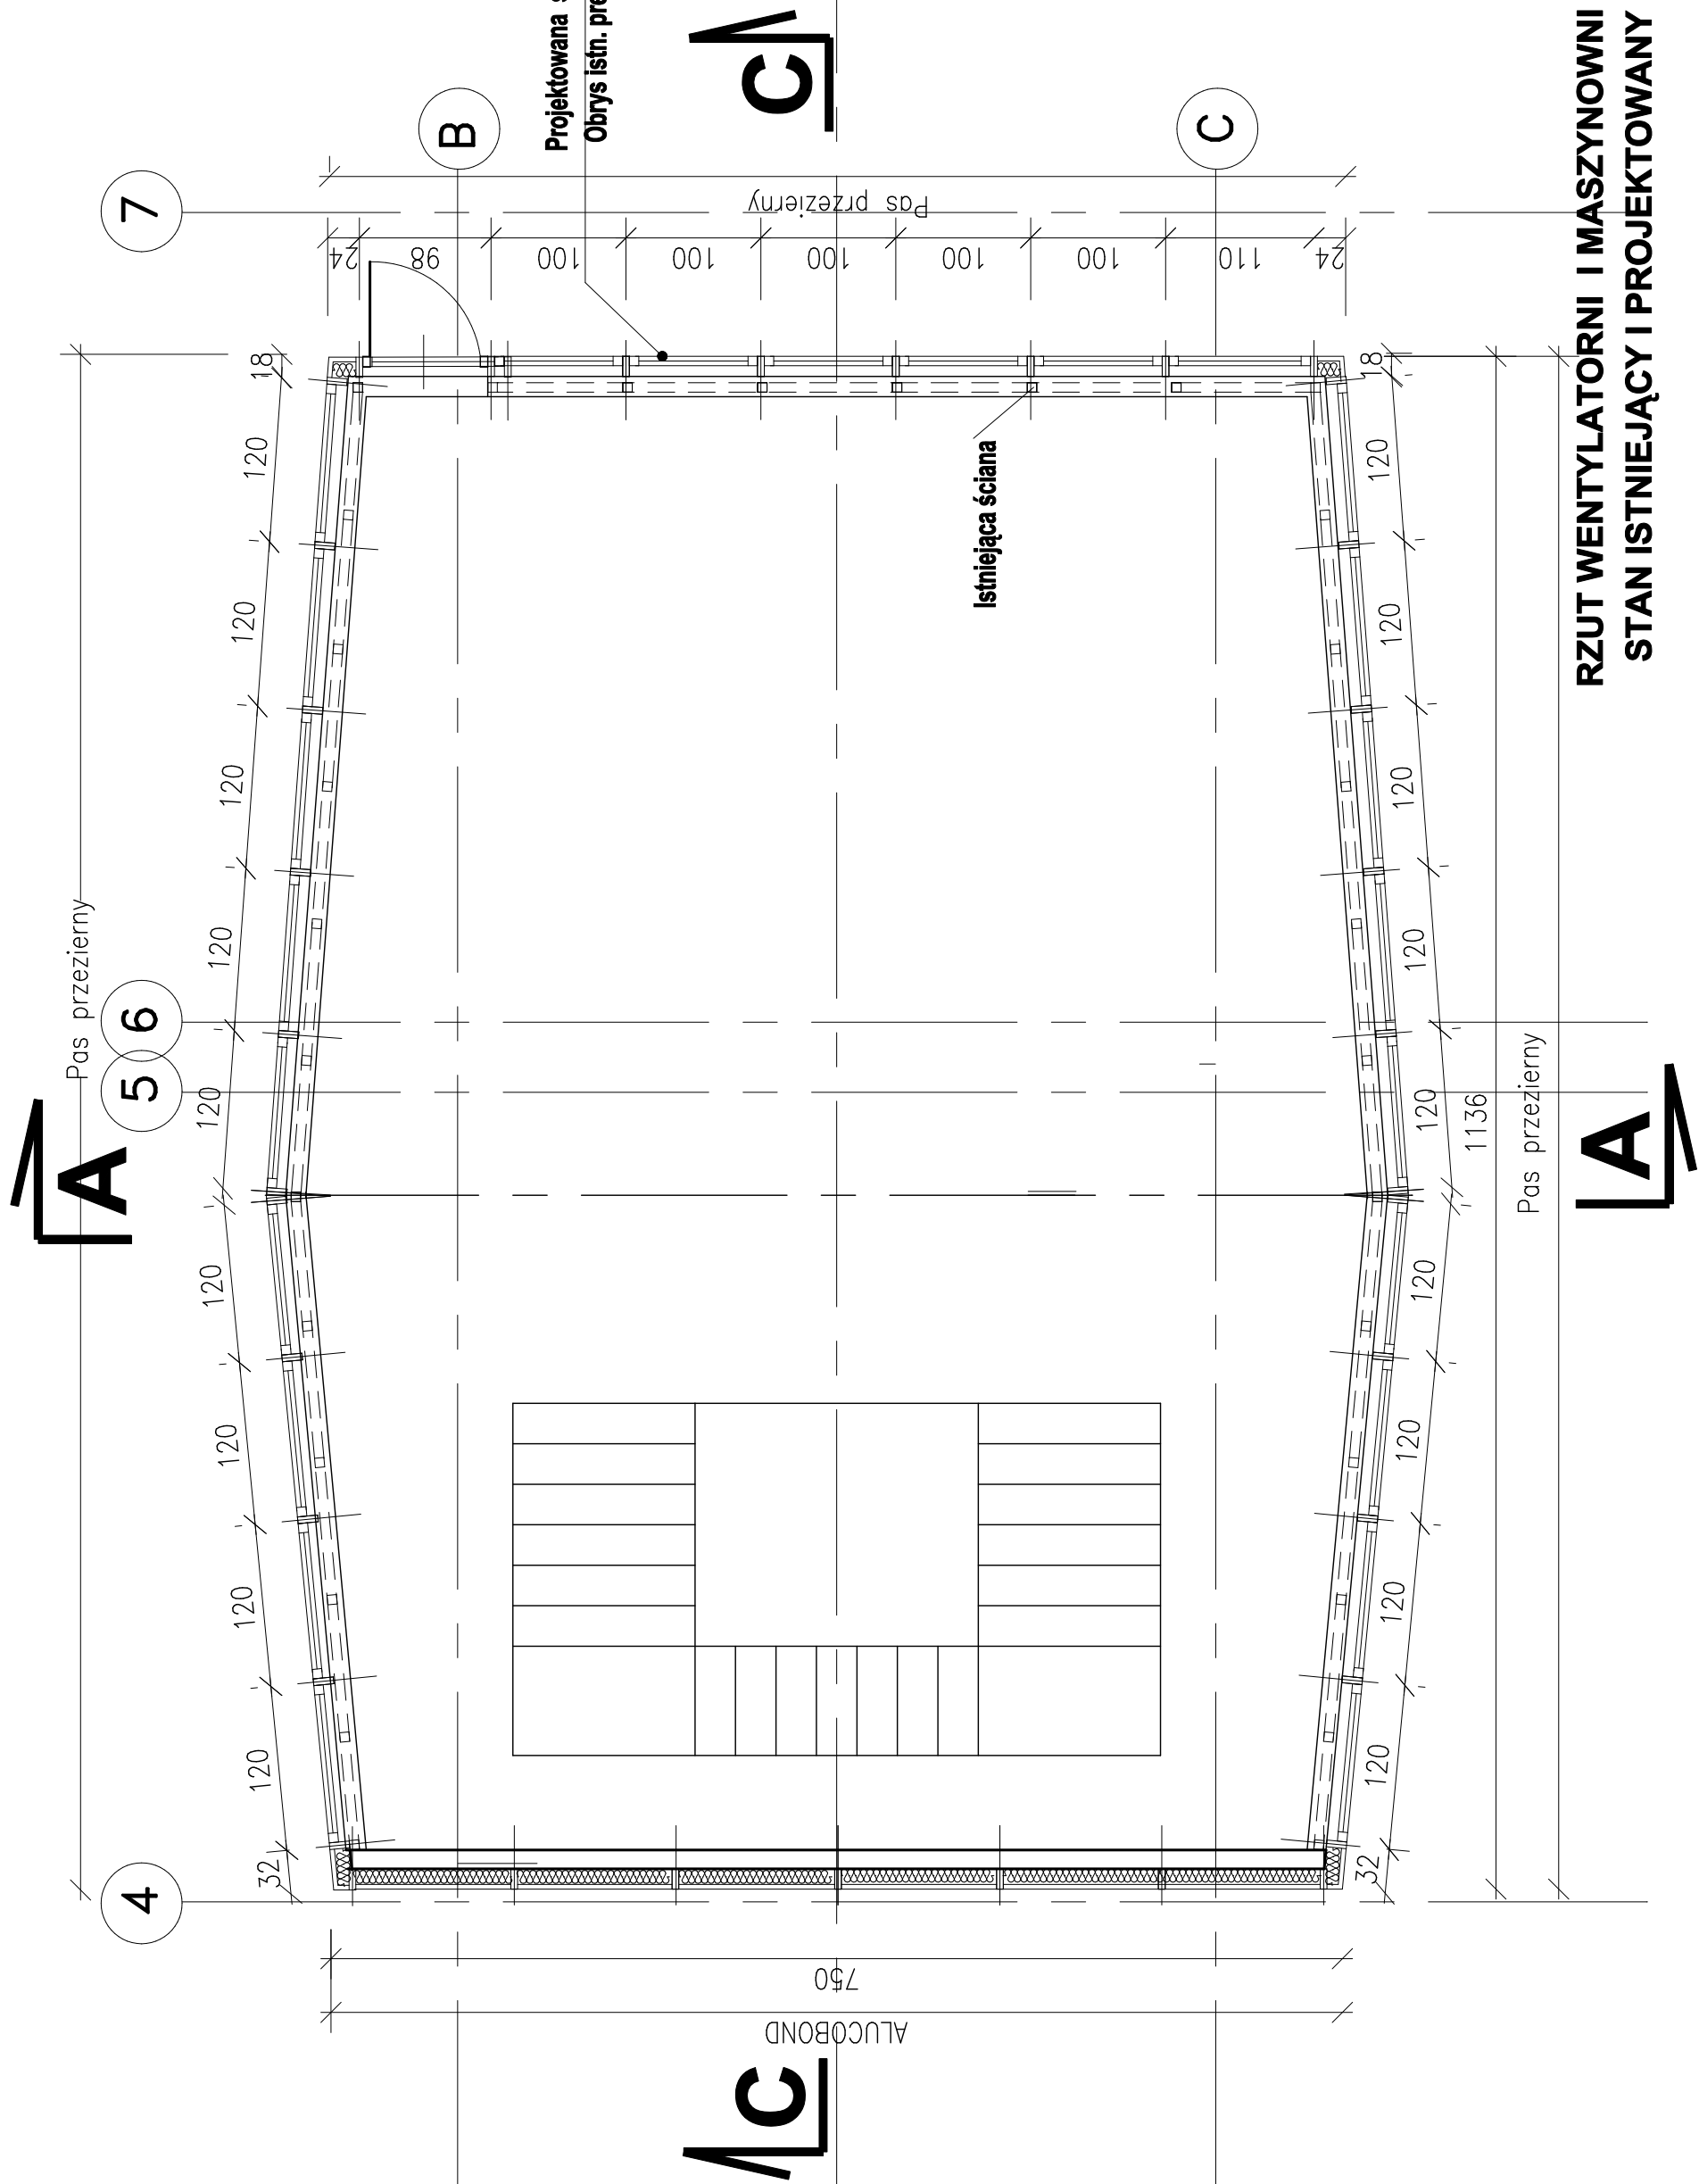 7
B
C
Projektowana
Obrys istn.
C
Pas przezierny
24
98
100
100
100
100
100
110
24
18
120
120
120
120
120
120
120
120
120
32
18
120
120
120
120
120
120
120
120
120
32
Istniejąca ściana
Pas przezierny
5
6
A
A
1136
Pas przezierny
4
750
ALUCOBOND
C
RZUT WENTYLATORNI I MASZYNOWNI
STAN ISTNIEJĄCY I PROJEKTOWANY